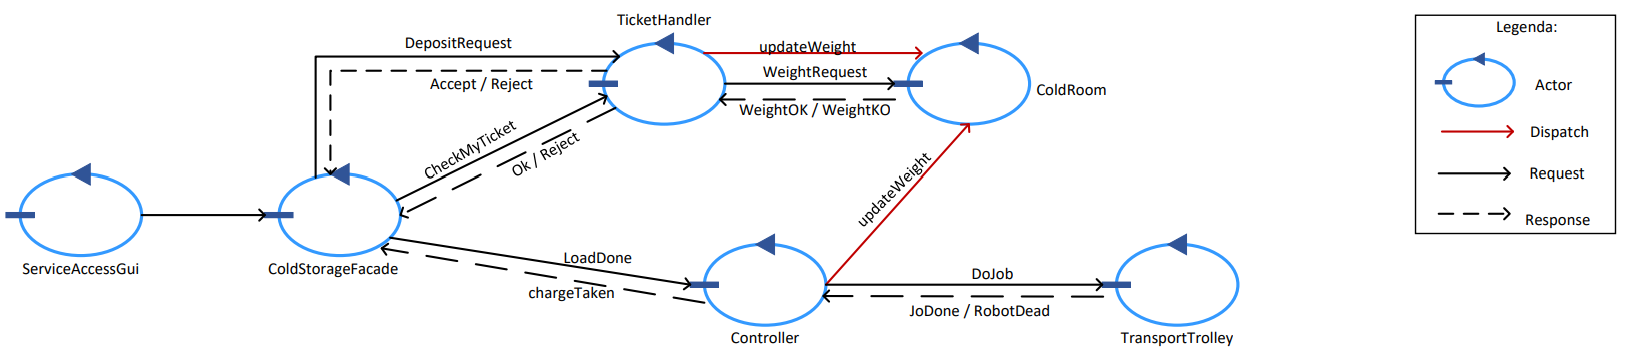 TicketHandler
DepositRequest
updateWeight
WeightRequest
Accept / Reject
ColdRoom
WeightOK / WeightKO
CheckMyTicket
Ok / Reject
updateWeight
ServiceAccessGui
ColdStorageFacade
LoadDone
chargeTaken
DoJob
JoDone / RobotDead
Controller
TransportTrolley
Legenda:
Actor
Dispatch
Request
Response